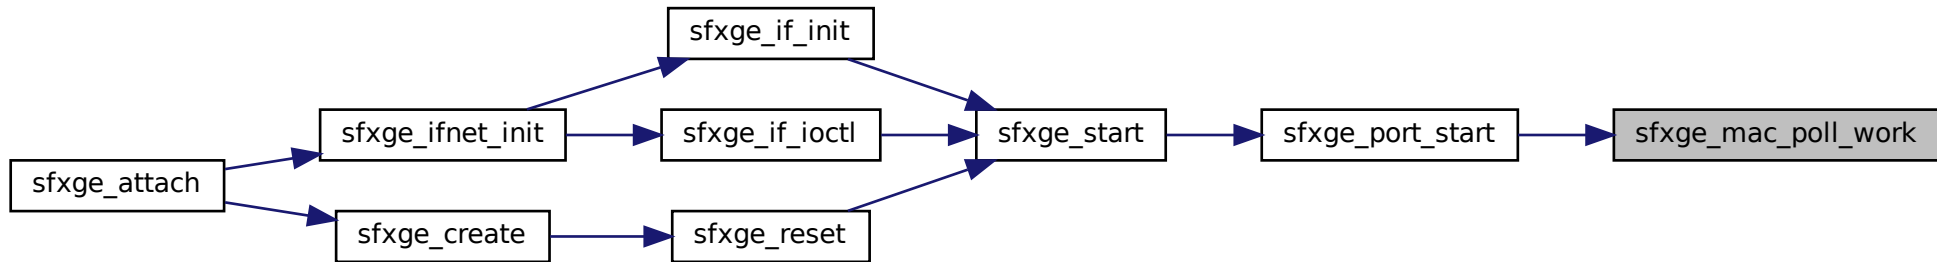 sfxge_if_init
sfxge_ifnet_init
sfxge_if_ioctl
sfxge_start
sfxge_port_start
sfxge_mac_poll_work
sfxge_attach
sfxge_create
sfxge_reset